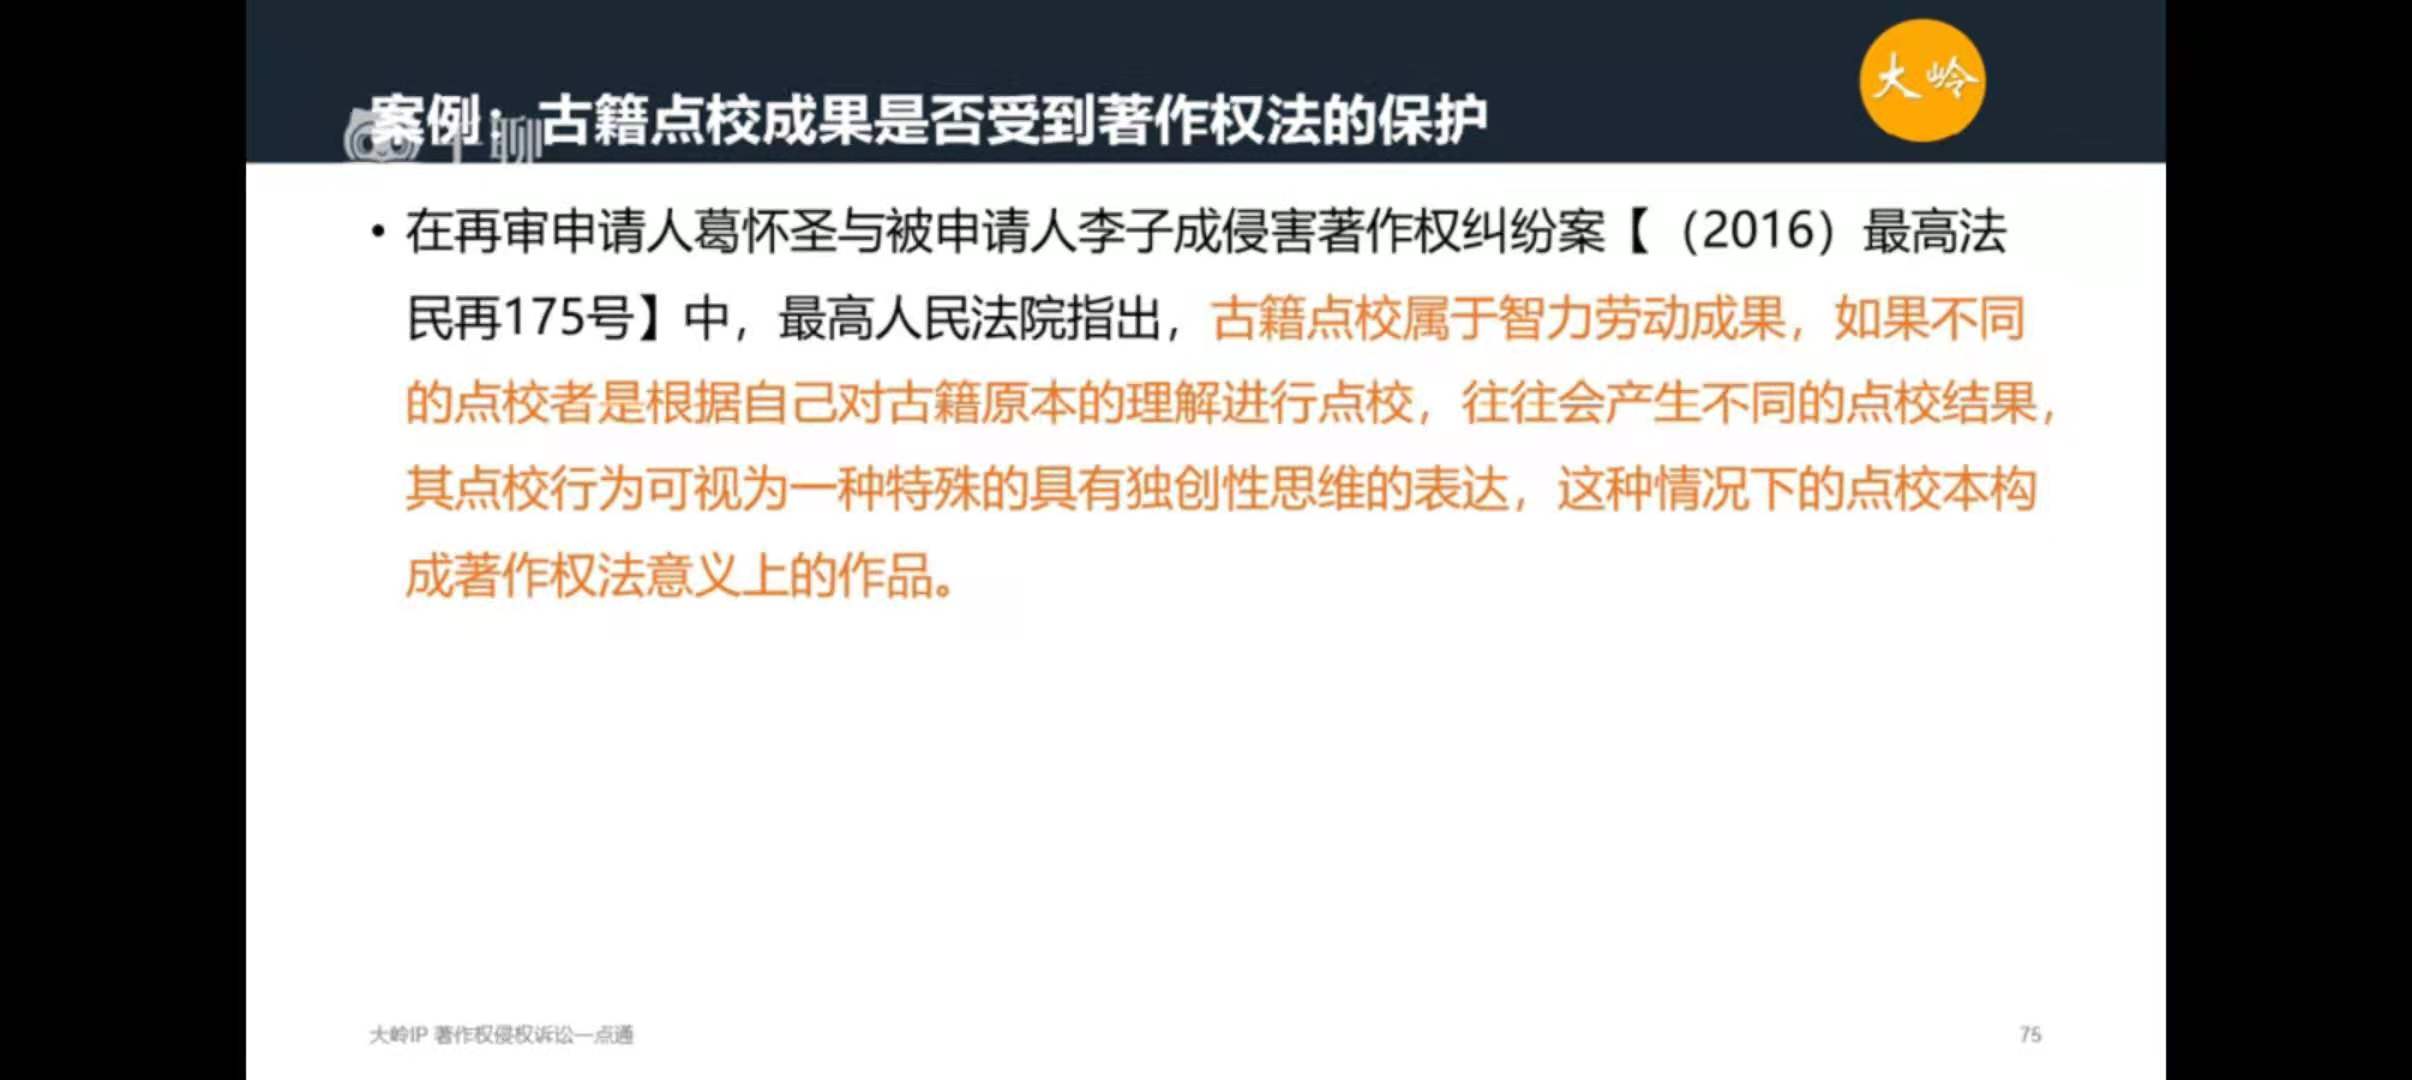 大岭
案例：古籍点校成果是否受到著作权法的保护
千聊
• 在再审申请人葛怀圣与被申请人李子成侵害著作权纠纷案【（2016）最高法
民再175号】中，最高人民法院指出，古籍点校属于智力劳动成果，如果不同
的点校者是根据自己对古籍原本的理解进行点校，往往会产生不同的点校结果，
其点校行为可视为一种特殊的具有独创性思维的表达，这种情况下的点校本构
成著作权法意义上的作品。
大岭IP 著作权侵权诉讼一点通
75